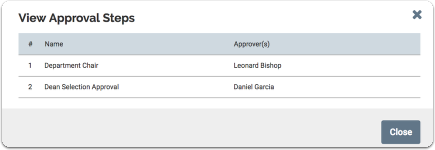 View Approval Steps
# Name Approver(s)
1 Department Chair Leonard Bishop
2 Dean Selection Approval Daniel Garcia
Close